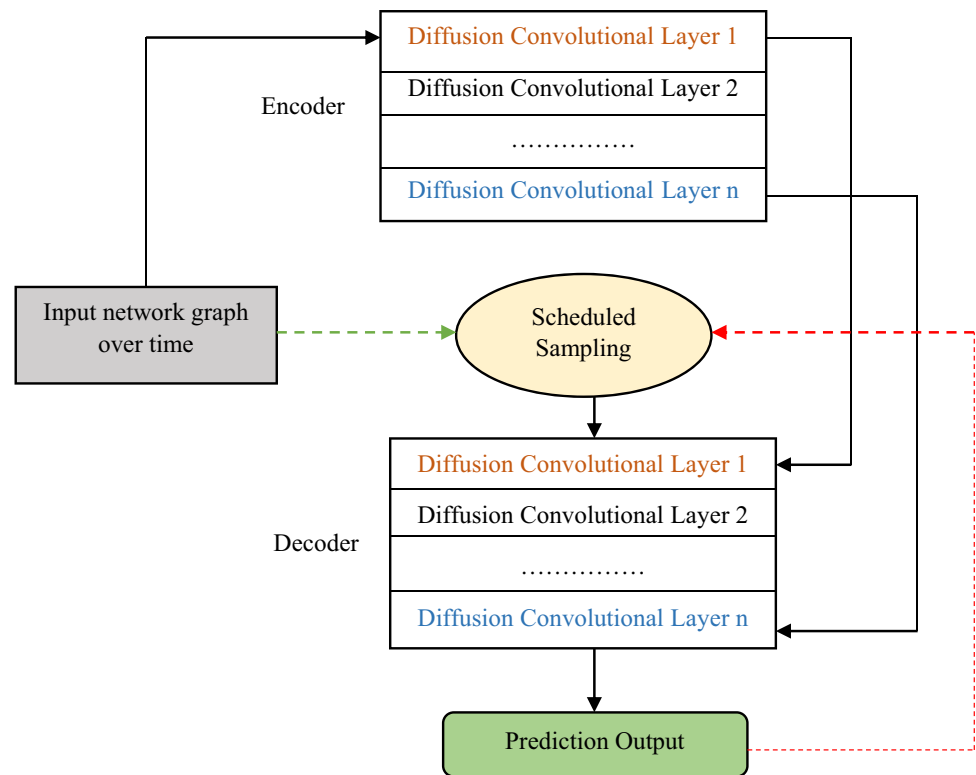 Diffusion Convolutional Layer 1
Diffusion Convolutional Layer 2
……………
Diffusion Convolutional Layer n
Encoder
Input network graph
over time
Scheduled
Sampling
Diffusion Convolutional Layer 1
Diffusion Convolutional Layer 2
……………
Diffusion Convolutional Layer n
Decoder
Prediction Output